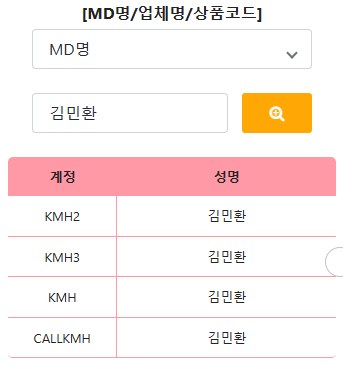 [MD명/업체명/상품코드]
MD명
김민환
계정 성명
KMH2 김민환
KMH3 김민환
KMH 김민환
CALLKMH 김민환